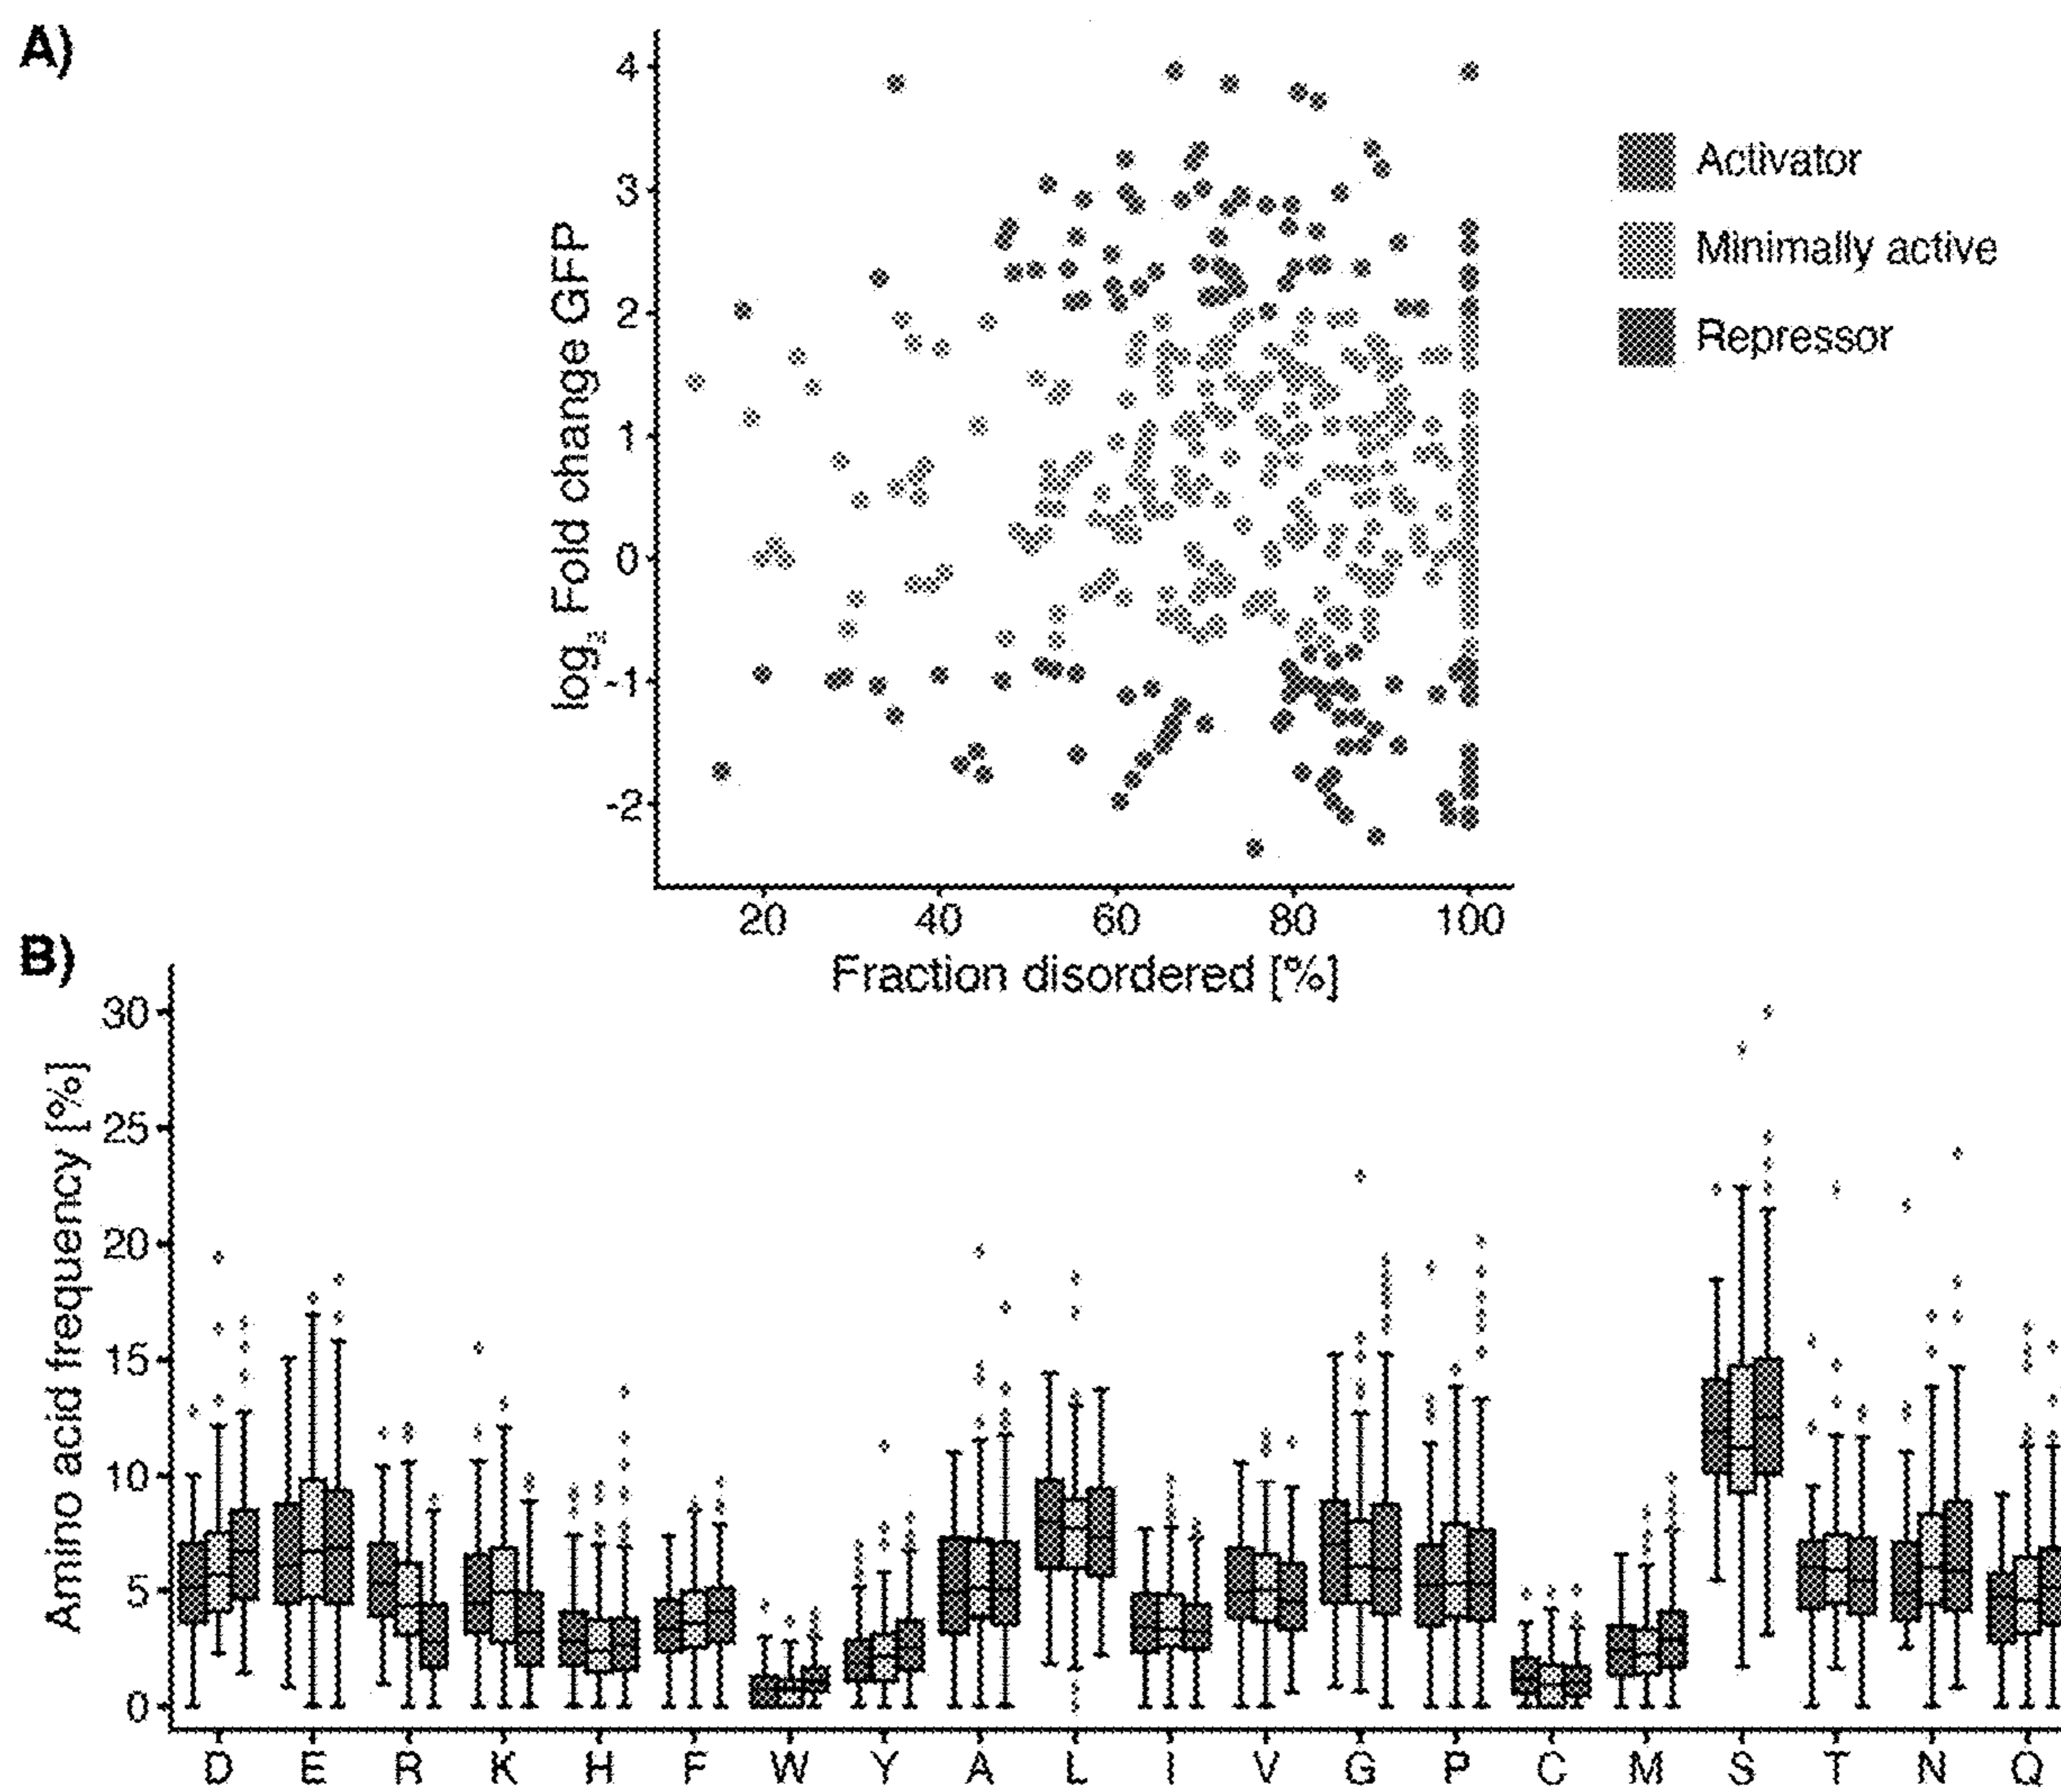 A)
4
3
2
1
0
-1
-2
log₂ Fold change GFP
20 40 60 80 100
Fraction disordered [%]
Activator
Minimally active
Repressor
B)
30
25
20
15
10
5
0
Amino acid frequency [%]
D E R K H F W Y A L I V G P C M S T N Q